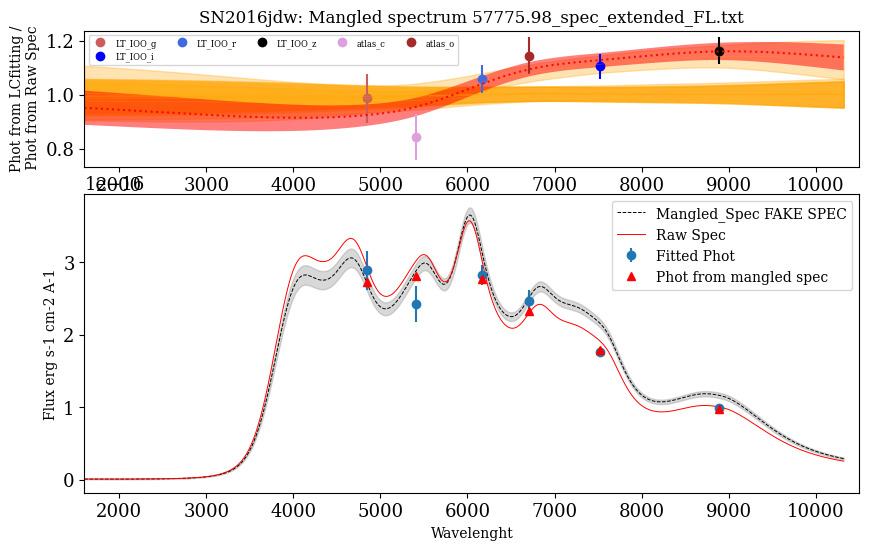 SN2016jdw: Mangled spectrum 57775.98_spec_extended_FL.txt
Phot from LCfitting /
Phot from Raw Spec
1.2
1.0
0.8
LT_IOO_g
LT_IOO_i
LT_IOO_r
LT_IOO_z
atlas_c
atlas_o
2000 3000 4000 5000 6000 7000 8000 9000 10000
1e−16
Flux erg s-1 cm-2 A-1
3
2
1
0
Mangled_Spec FAKE SPEC
Raw Spec
Fitted Phot
Phot from mangled spec
2000 3000 4000 5000 6000 7000 8000 9000 10000
Wavelenght